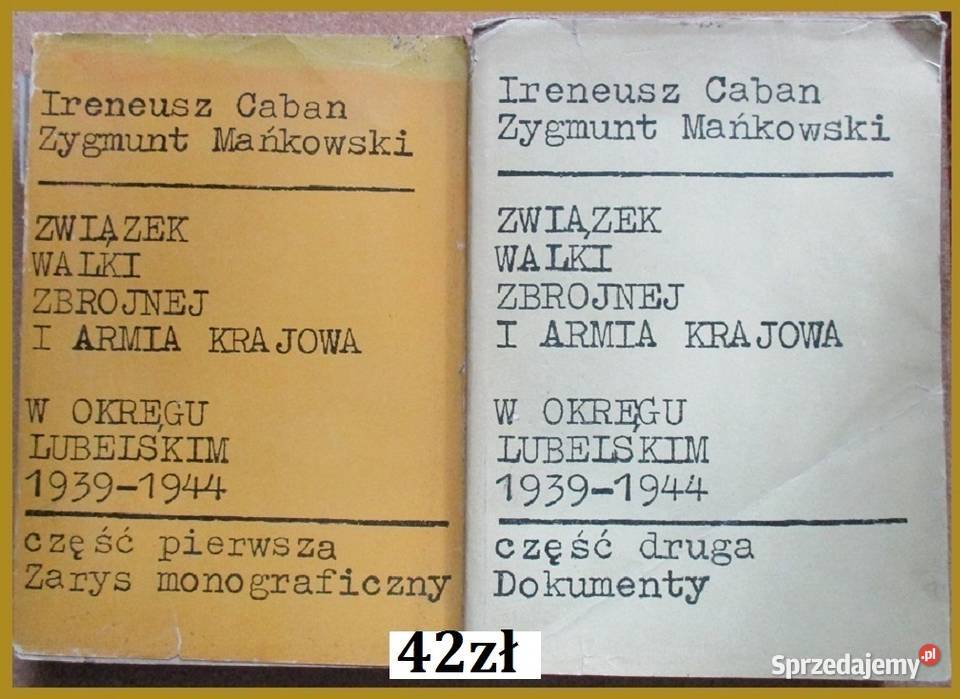 Ireneusz Caban
Zygmunt Mańkowski
ZWIĄZEK
WALKI
ZBROJNEJ
I ARMIA KRAJOWA
W OKRĘGU
LUBELSKIM
1939-1944
część pierwsza
Zarys monograficzny
Ireneusz Caban
Zygmunt Mańkowski
ZWIĄZEK
WALKI
ZBROJNEJ
I ARMIA KRAJOWA
W OKRĘGU
LUBELSKIM
1939-1944
część druga
Dokumenty
42zł
Sprzedajemy.pl